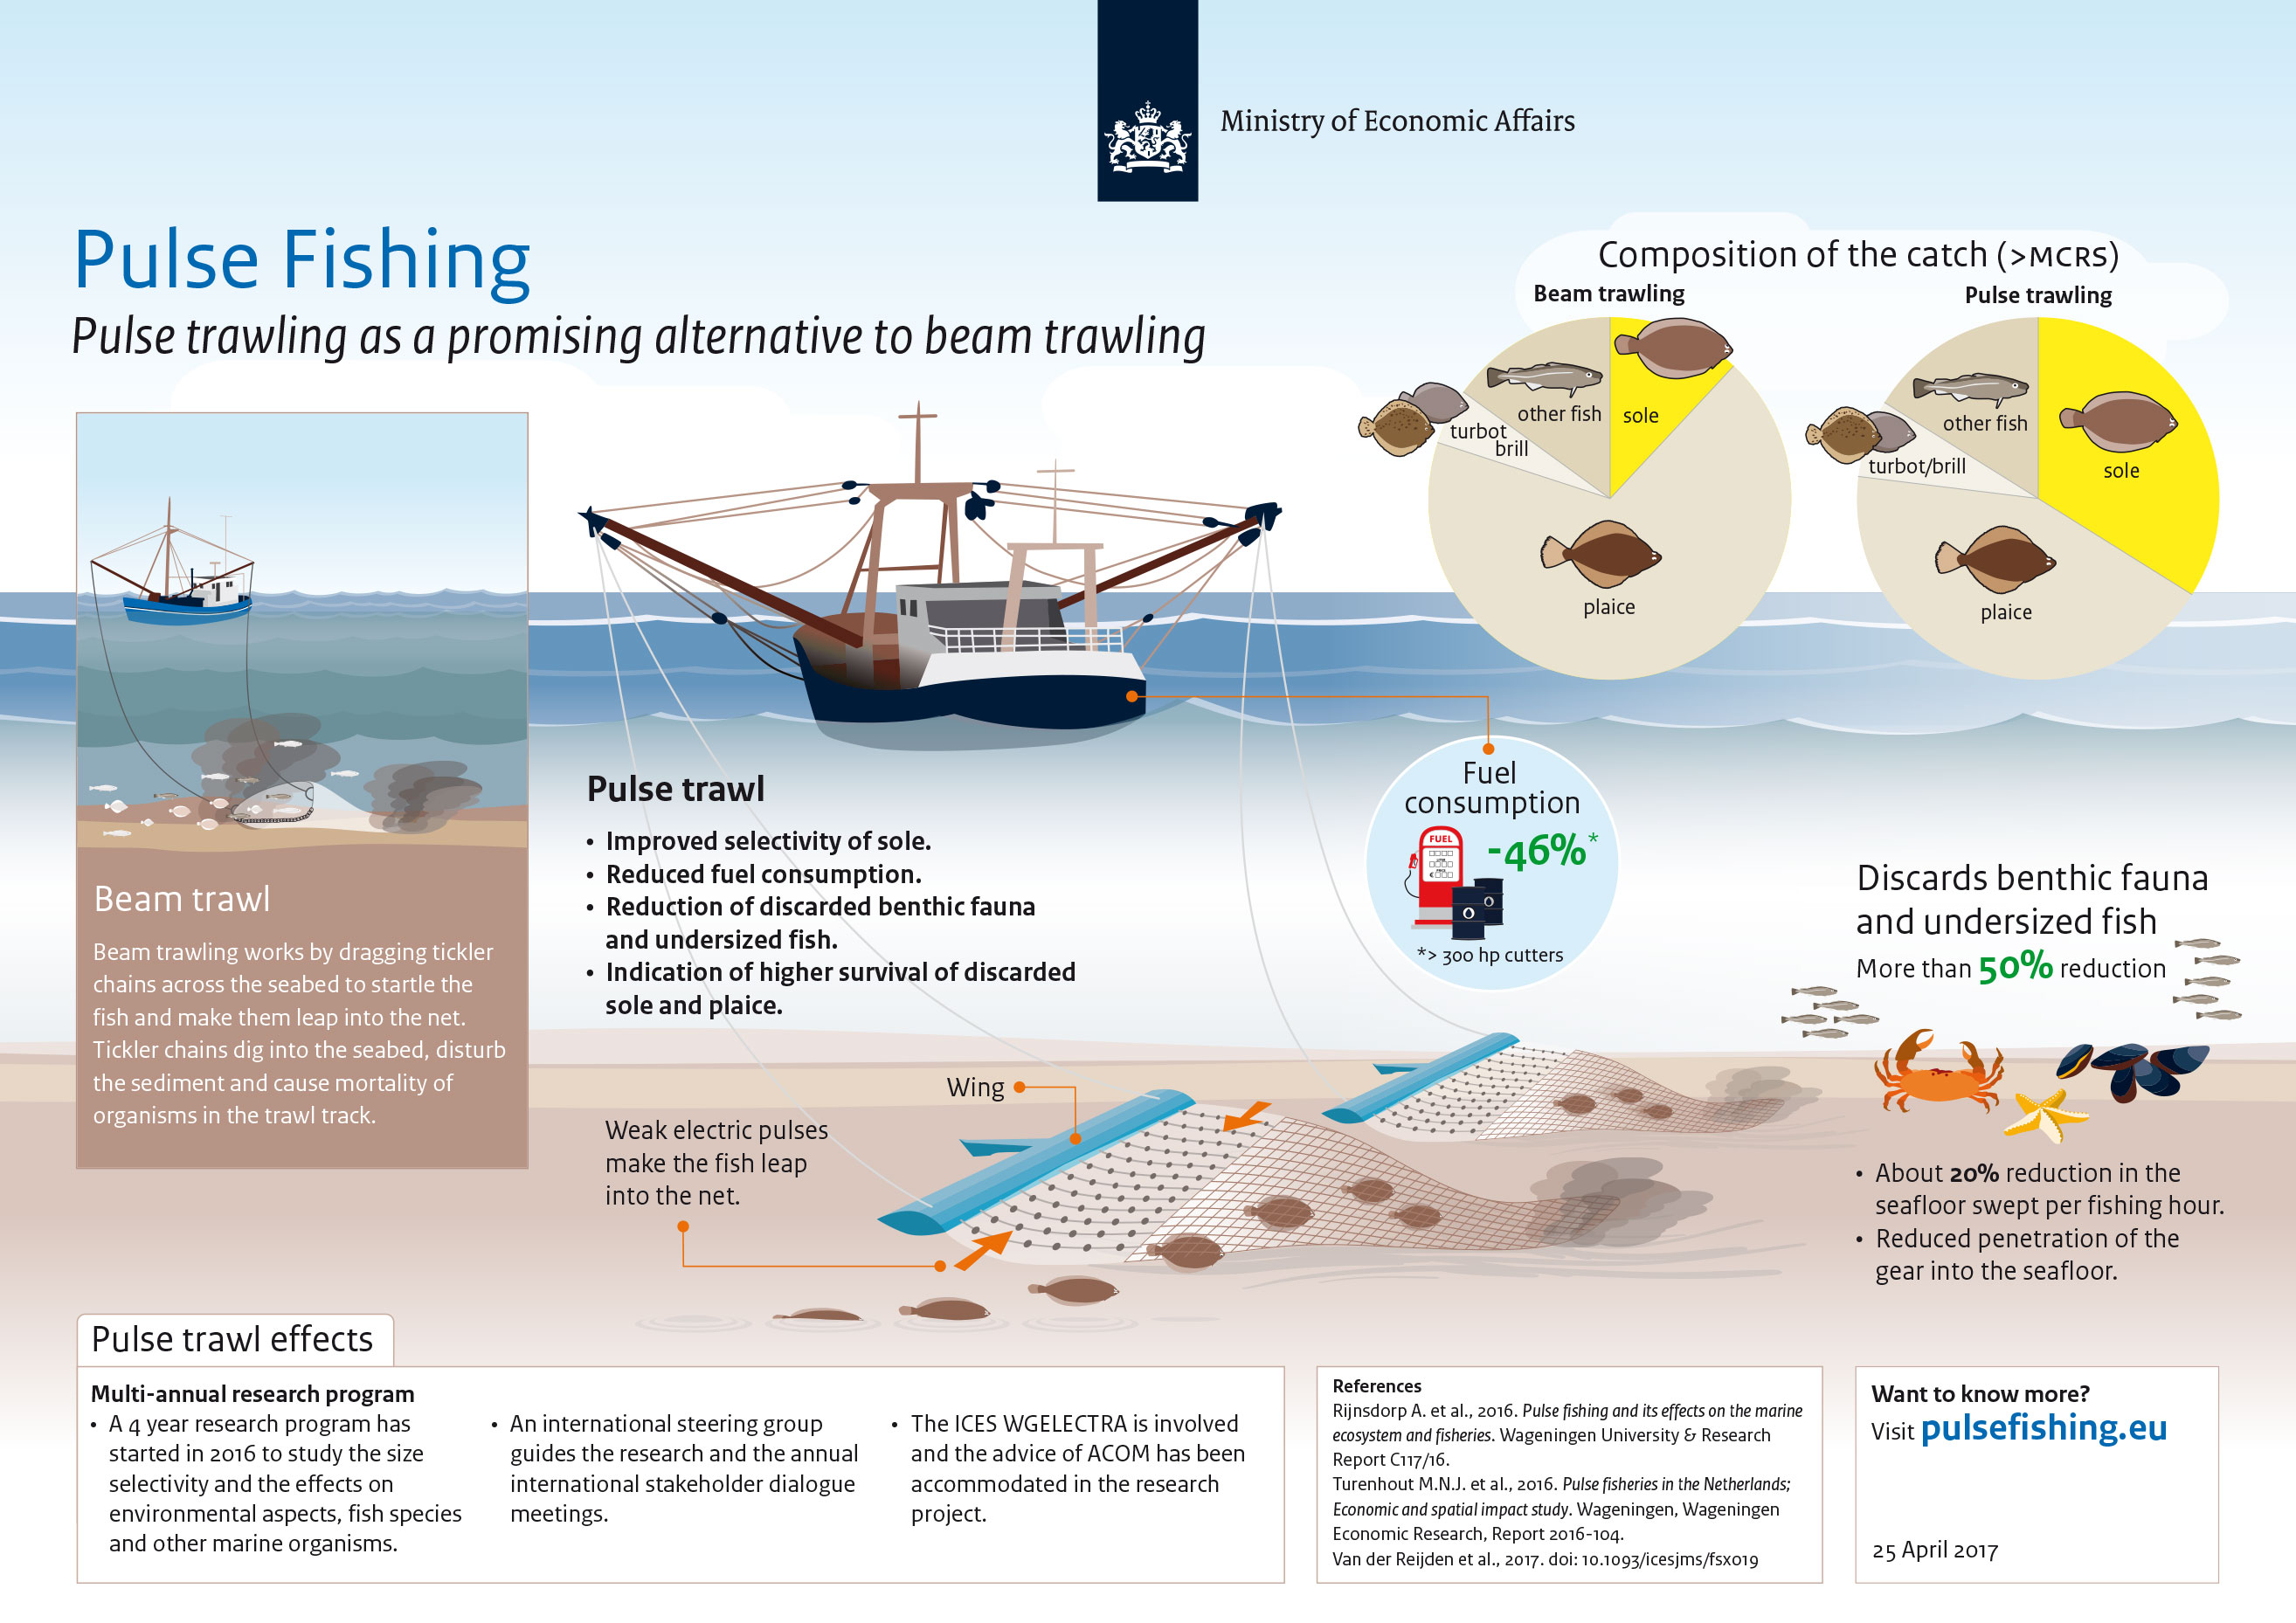 Ministry of Economic Affairs
Pulse Fishing
Pulse trawling as a promising alternative to beam trawling
Composition of the catch (>MCRS)
Beam trawling
other fish
sole
turbot
brill
plaice
Pulse trawling
other fish
sole
turbot/brill
plaice
Beam trawl
Beam trawling works by dragging tickler
chains across the seabed to startle the
fish and make them leap into the net.
Tickler chains dig into the seabed, disturb
the sediment and cause mortality of
organisms in the trawl track.
Pulse trawl
• Improved selectivity of sole.
• Reduced fuel consumption.
• Reduction of discarded benthic fauna
and undersized fish.
• Indication of higher survival of discarded
sole and plaice.
Fuel
consumption
FUEL
-46%*
*> 300 hp cutters
Discards benthic fauna
and undersized fish
More than 50% reduction
Wing
Weak electric pulses
make the fish leap
into the net.
• About 20% reduction in the
seafloor swept per fishing hour.
• Reduced penetration of the
gear into the seafloor.
Pulse trawl effects
Multi-annual research program
• A 4 year research program has
started in 2016 to study the size
selectivity and the effects on
environmental aspects, fish species
and other marine organisms.
• An international steering group
guides the research and the annual
international stakeholder dialogue
meetings.
• The ICES WGELECTRA is involved
and the advice of ACOM has been
accommodated in the research
project.
References
Rijnsdorp A. et al., 2016. Pulse fishing and its effects on the marine
ecosystem and fisheries. Wageningen University & Research
Report C117/16.
Turenhout M.N.J. et al., 2016. Pulse fisheries in the Netherlands;
Economic and spatial impact study. Wageningen, Wageningen
Economic Research, Report 2016-104.
Van der Reijden et al., 2017. doi: 10.1093/icesjms/fsx019
Want to know more?
Visit pulsefishing.eu
25 April 2017